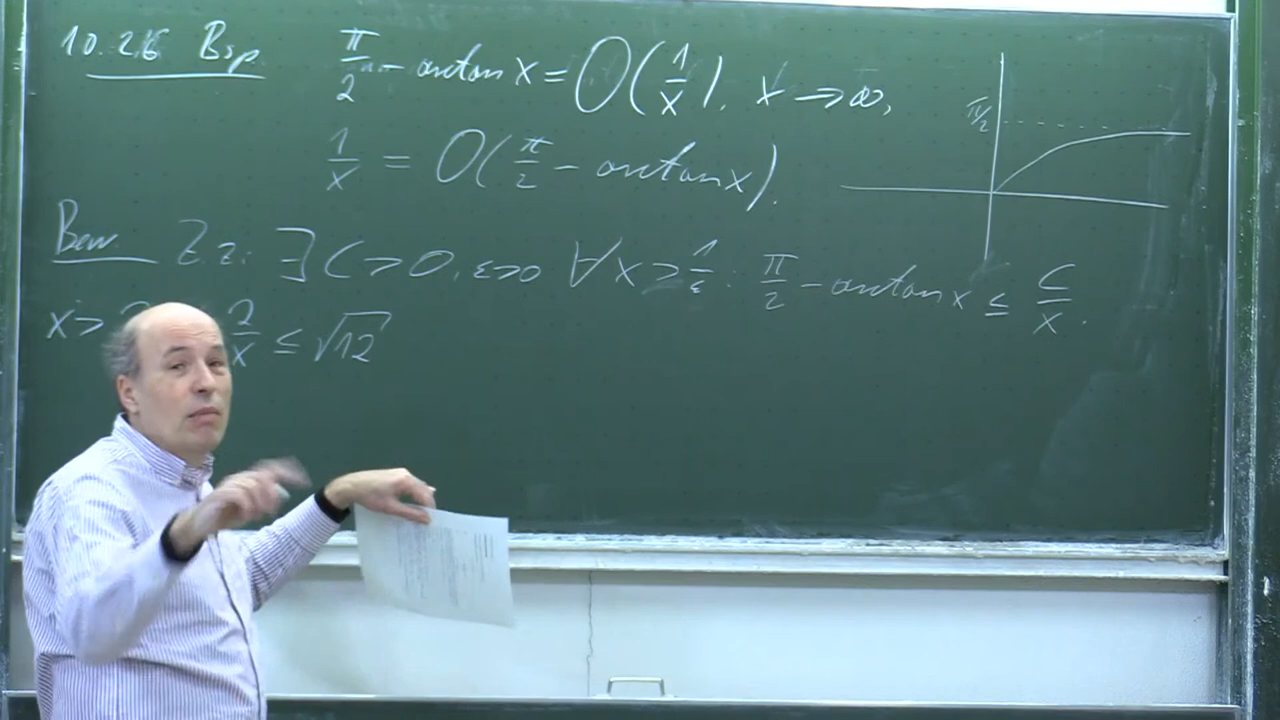 10.26 Bsp π/2 - arctan x = O(1/x), x → ∞,
1/x = O(π/2 - arctan x).
π/2
Bew Z.z: ∃ C > 0, ε>0 ∀x ≥ 1/ε : π/2 - arctan x ≤ C/x.
x > 2/x ≤ √12